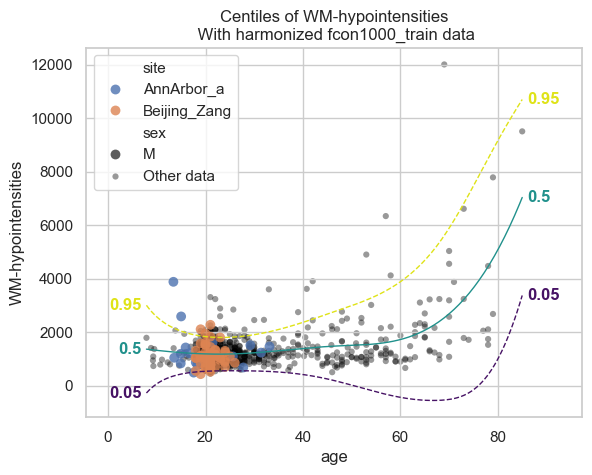 Centiles of WM-hypointensities
With harmonized fcon1000_train data
WM-hypointensities
12000
10000
8000
6000
4000
2000
0
site
AnnArbor_a
Beijing_Zang
sex
M
Other data
0.95
0.5
0.05
0.95
0.5
0.05
0
20
40
60
80
age